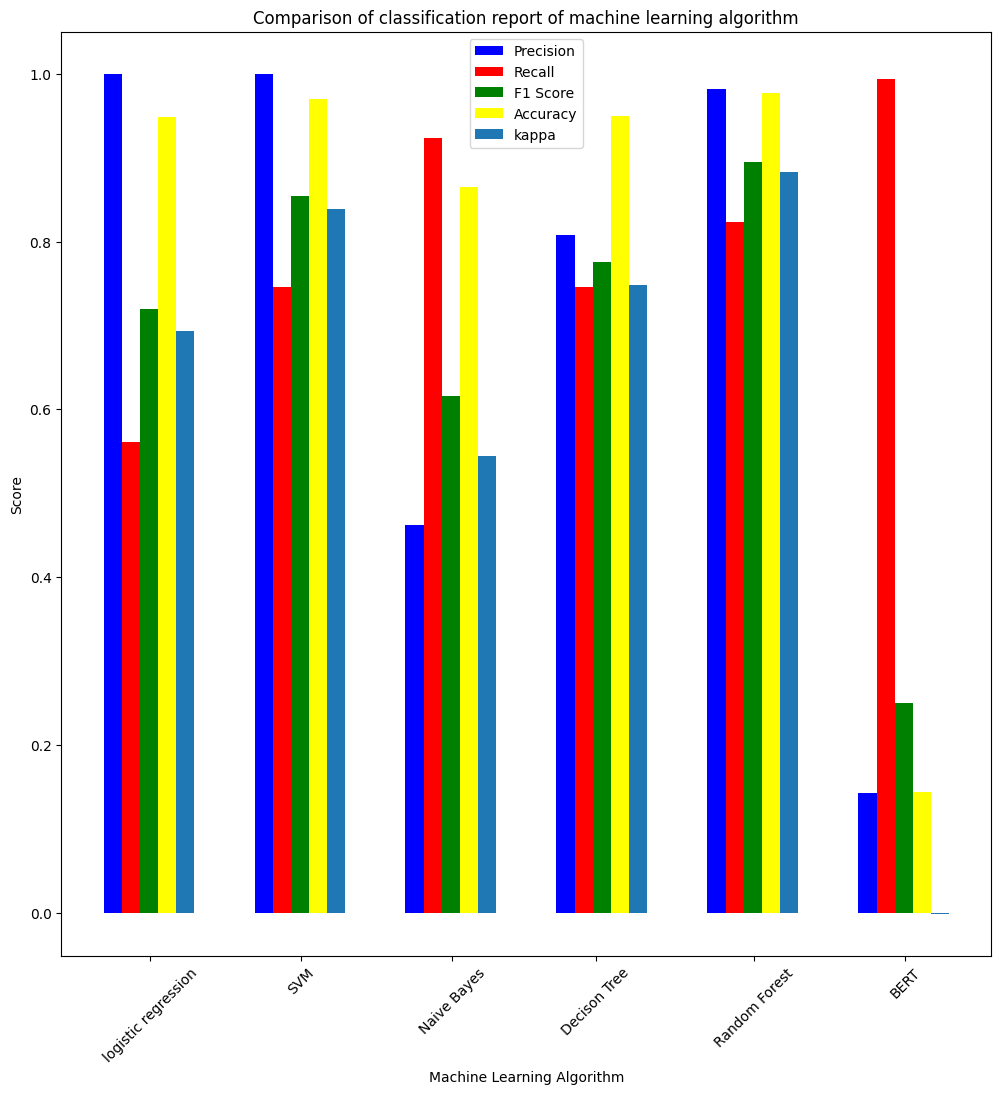 Comparison of classification report of machine learning algorithm
Precision
Recall
F1 Score
Accuracy
kappa
1.0
0.8
0.6
0.4
0.2
0.0
Score
logistic regression
SVM
Naive Bayes
Decison Tree
Random Forest
BERT
Machine Learning Algorithm